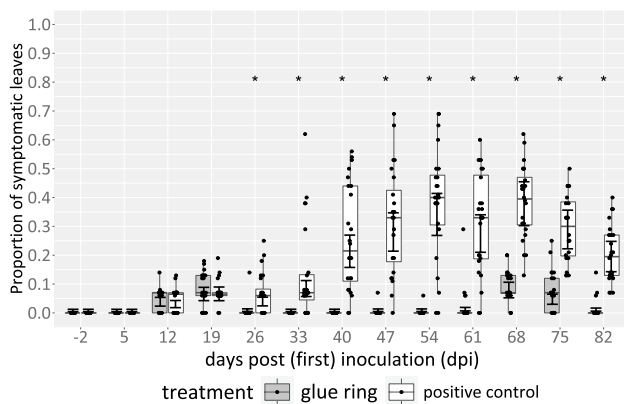 Proportion of symptomatic leaves
1.0
0.9
0.8
0.7
0.6
0.5
0.4
0.3
0.2
0.1
0.0
* * * * * * * * *
-2 5 12 19 26 33 40 47 54 61 68 75 82
days post (first) inoculation (dpi)
treatment glue ring positive control